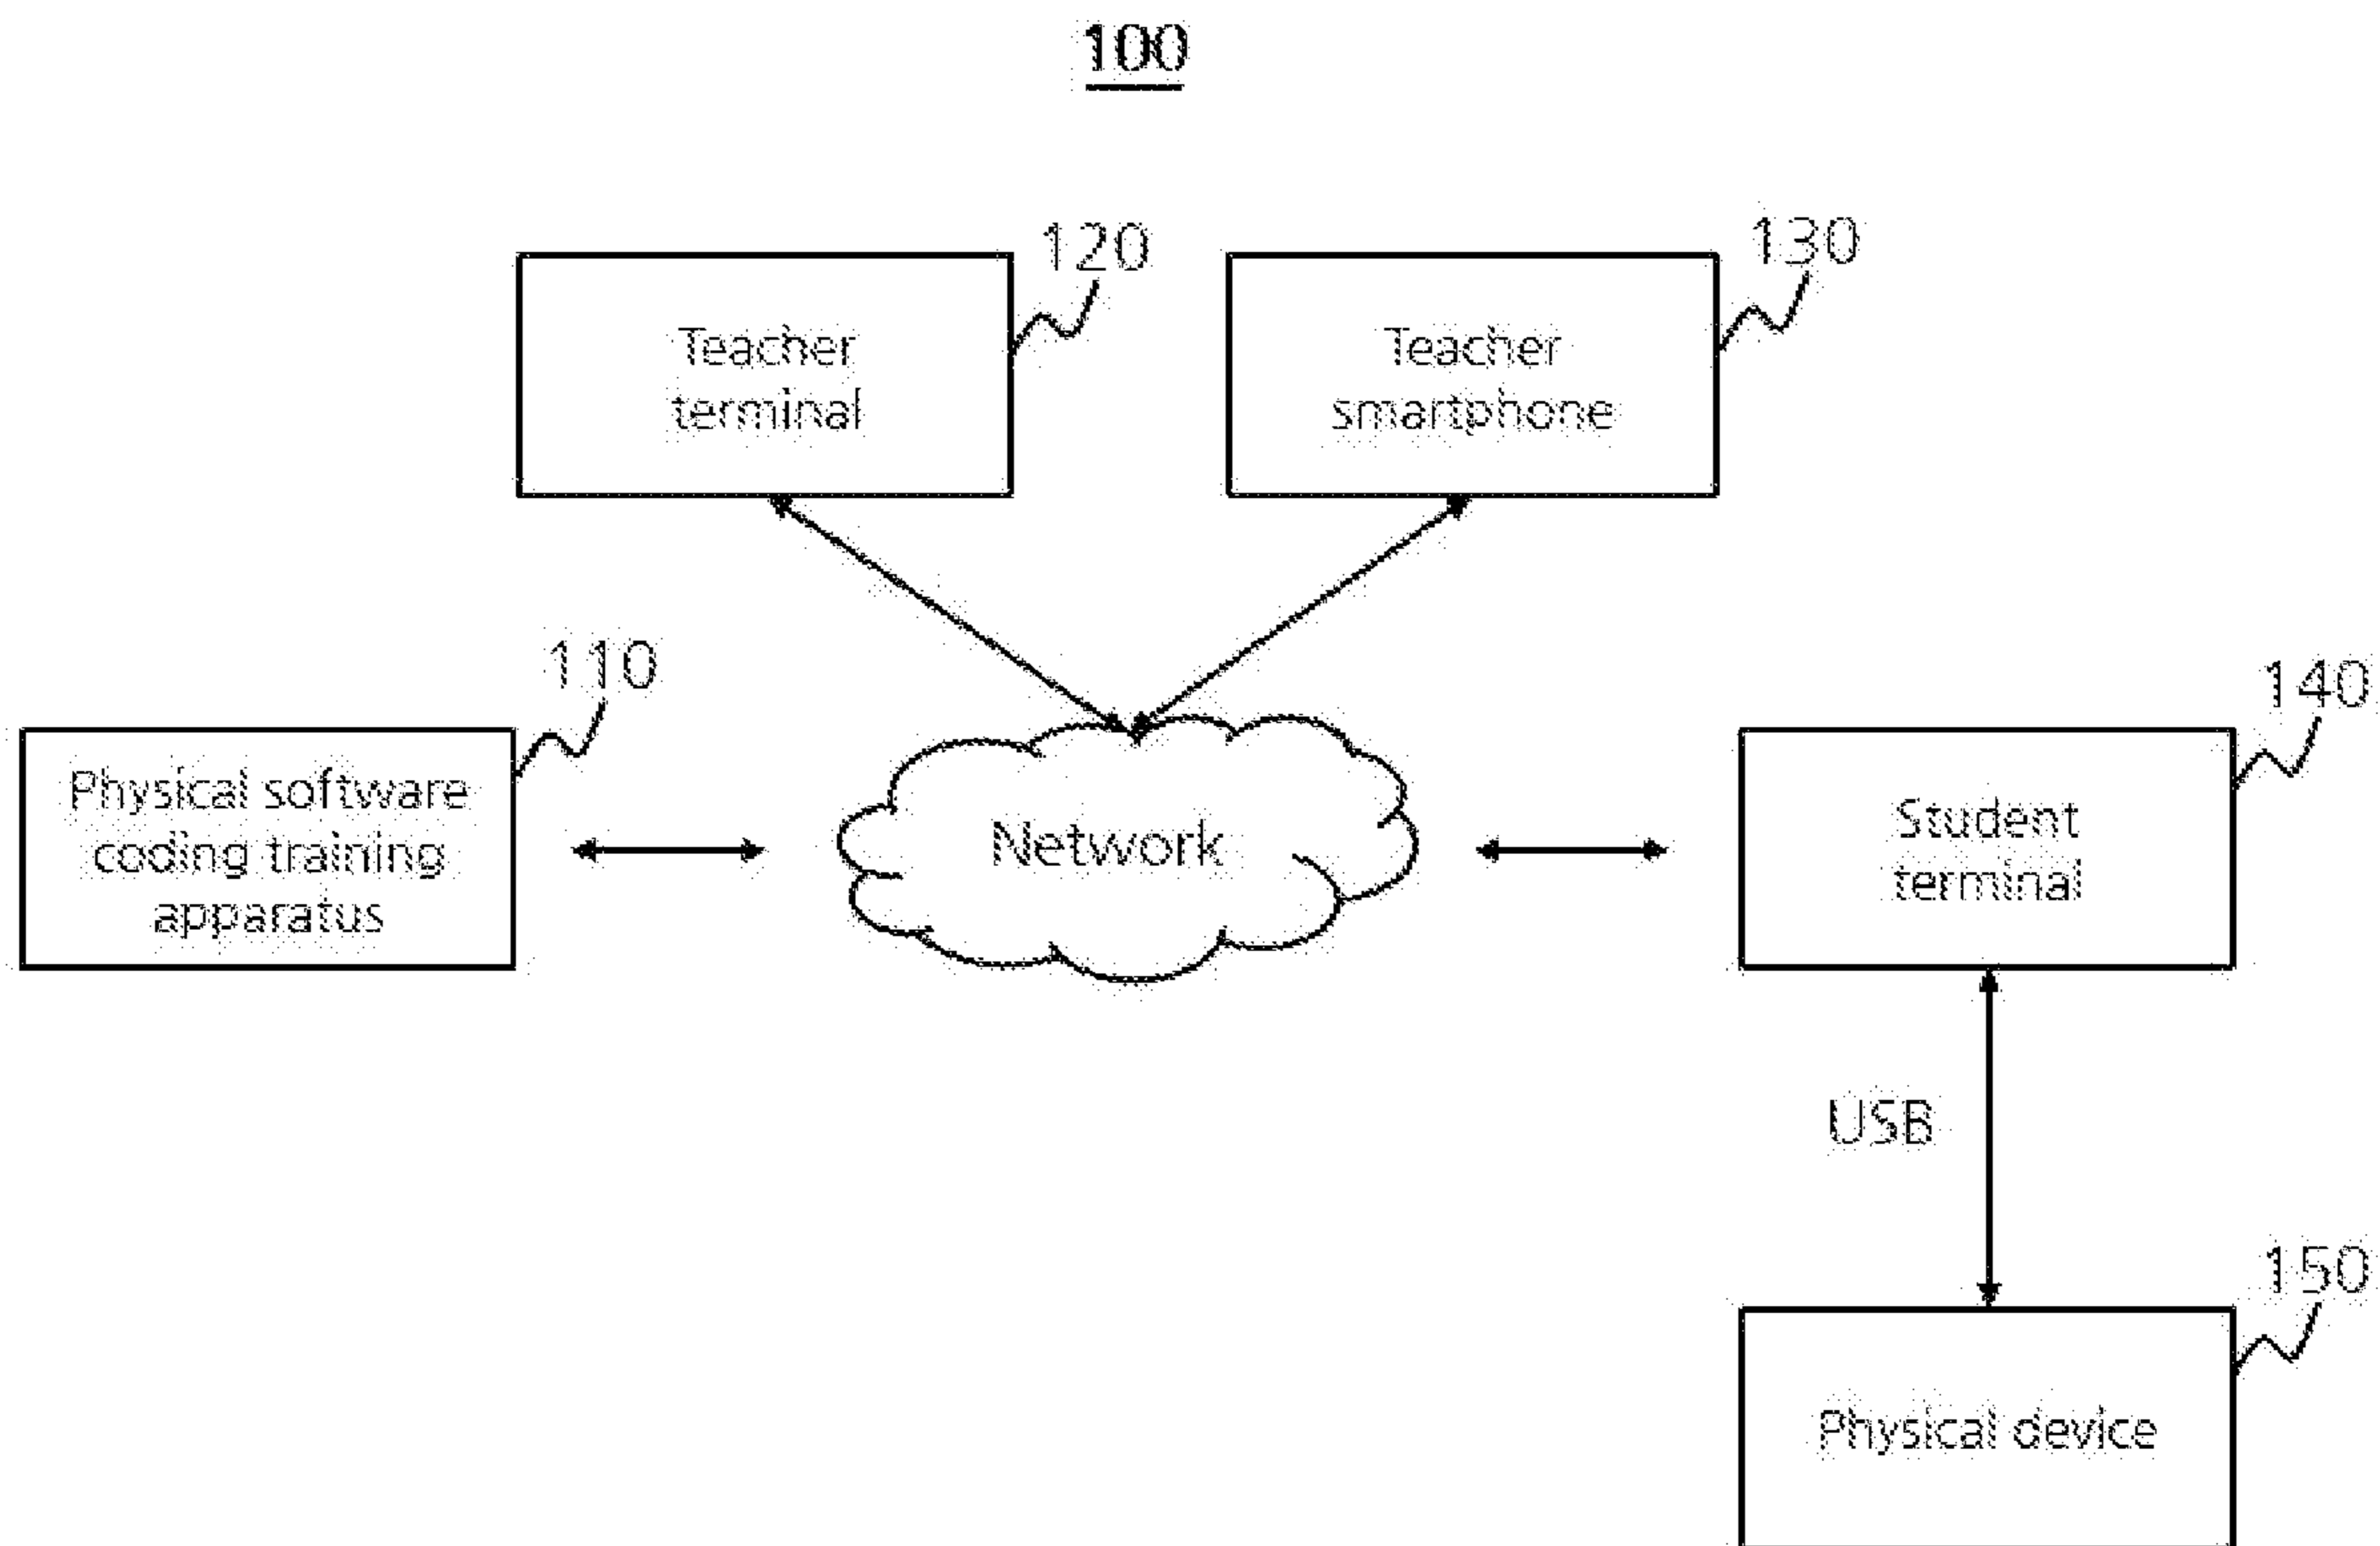 100
120
130
Teacher
terminal
Teacher
smartphone
110
140
Physical software
coding training
apparatus
Network
Student
terminal
USB
150
Physical device